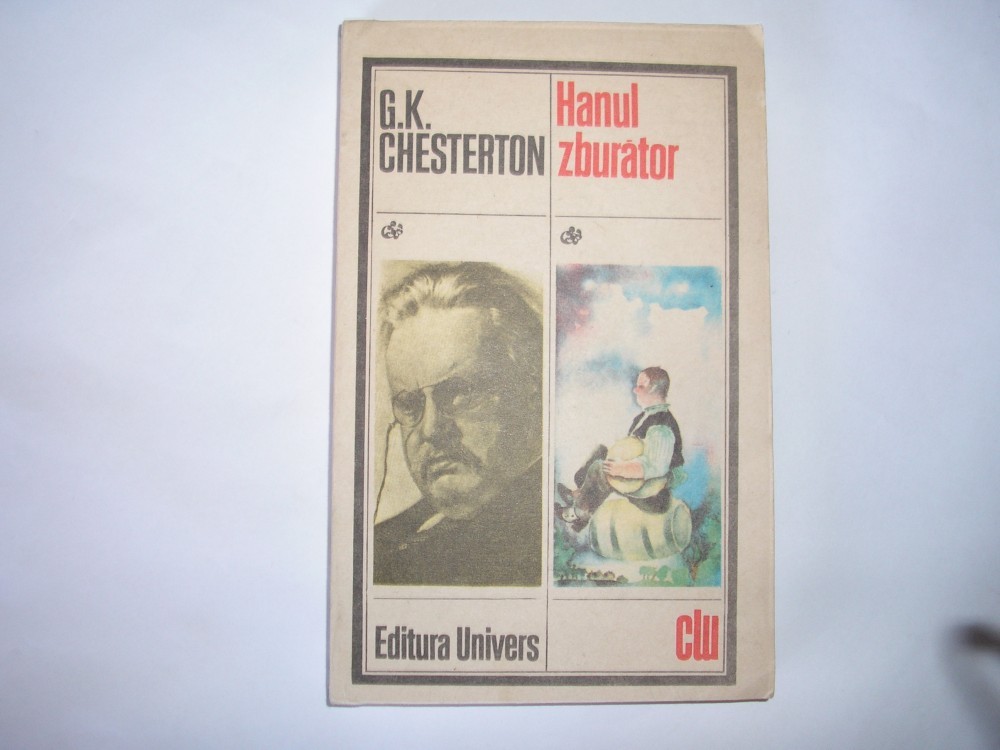 G.K.
CHESTERTON
Hanul
zburător
Editura Univers
clu